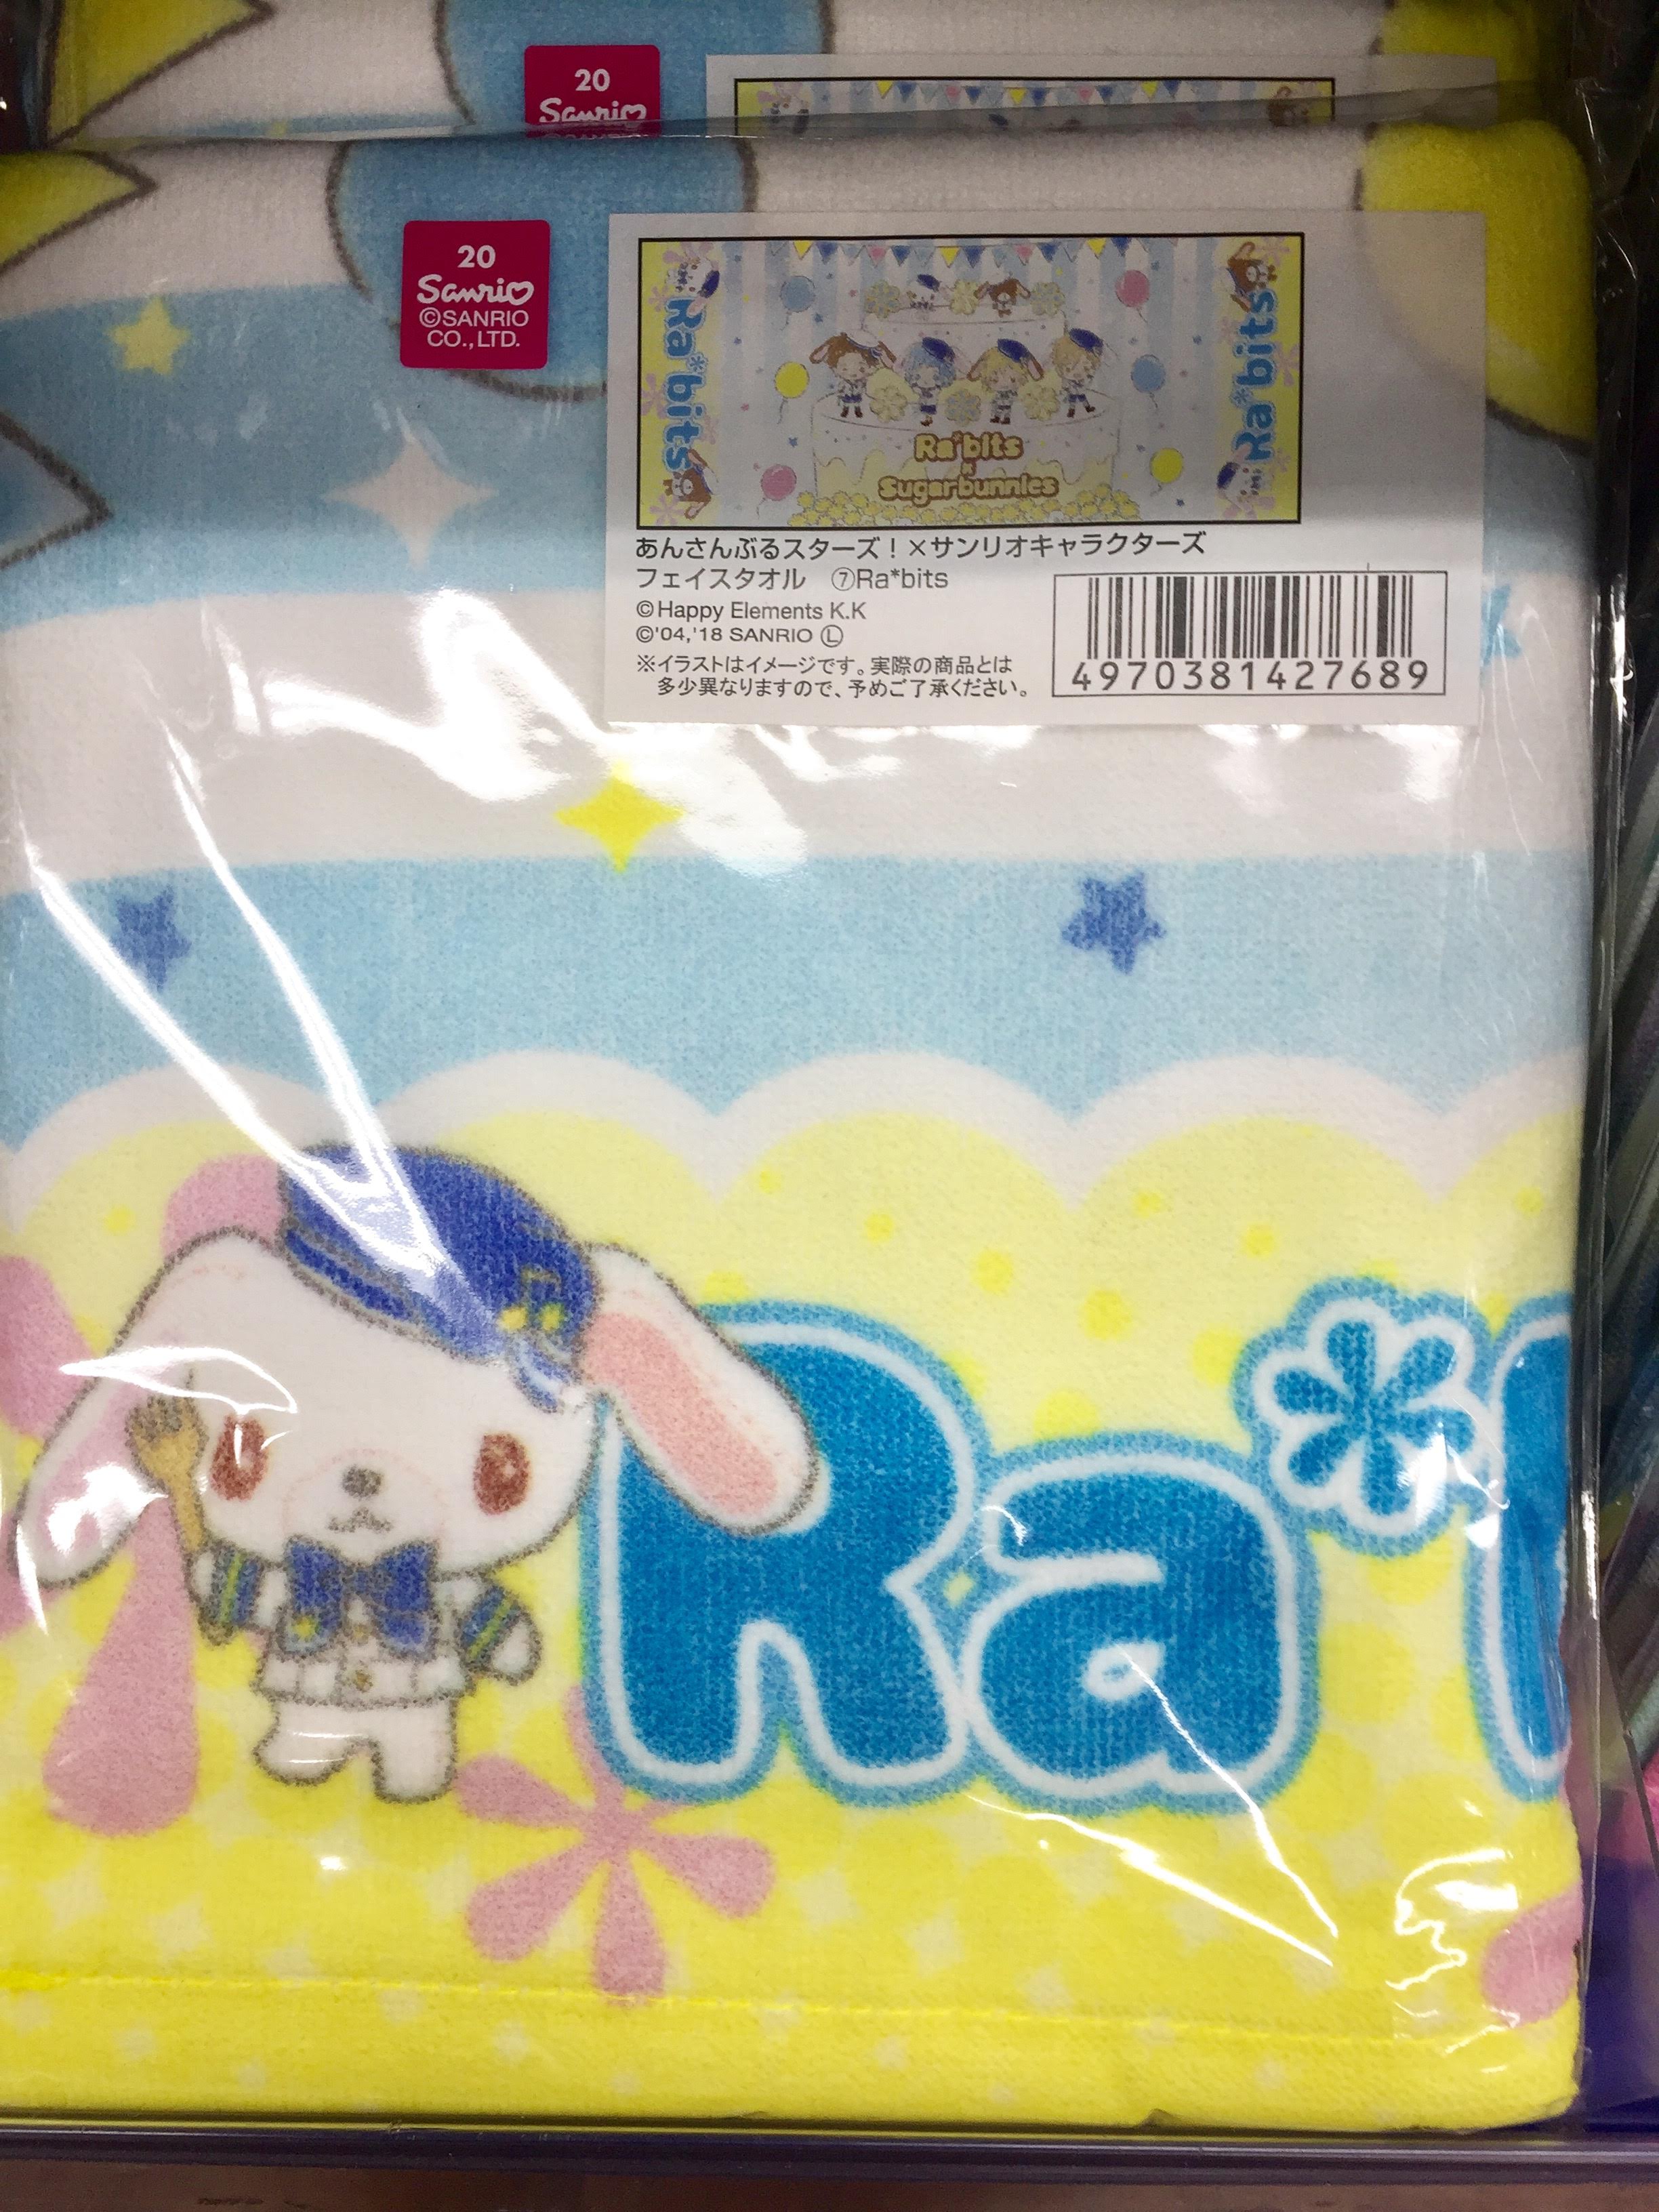 20
Sanrio
20
Sanrio
©SANRIO
CO.,LTD.
Ra*bits
Ra*bits
Ra*bits
×
Sugarbunnies
あんさんぶるスターズ！×サンリオキャラクターズ
フェイスタオル ⑦Ra*bits
©Happy Elements K.K
©'04,'18 SANRIO Ⓛ
※イラストはイメージです。実際の商品とは
多少異なりますので、予めご了承ください。
4970381427689
Ra*